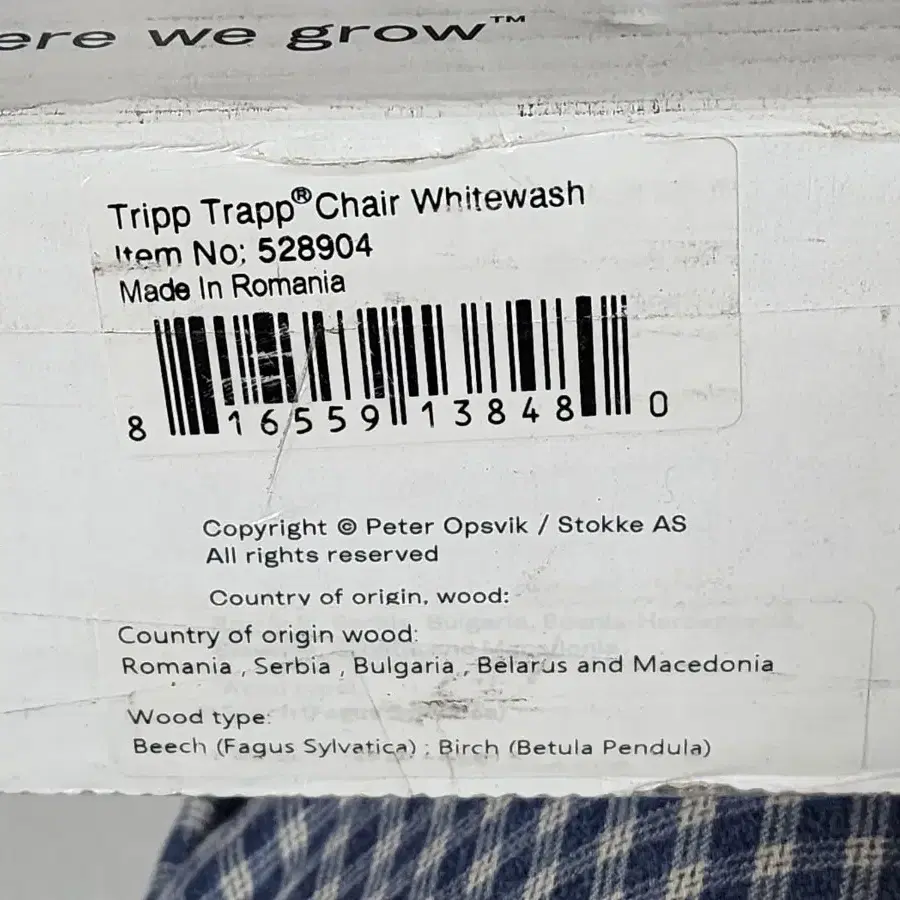 ere we grow™
Tripp Trapp® Chair Whitewash
Item No: 528904
Made In Romania
8 16559 13848 0
Copyright © Peter Opsvik / Stokke AS
All rights reserved
Country of origin, wood:
Country of origin wood:
Romania , Serbia , Bulgaria , Belarus and Macedonia
Wood type:
Beech (Fagus Sylvatica) ; Birch (Betula Pendula)